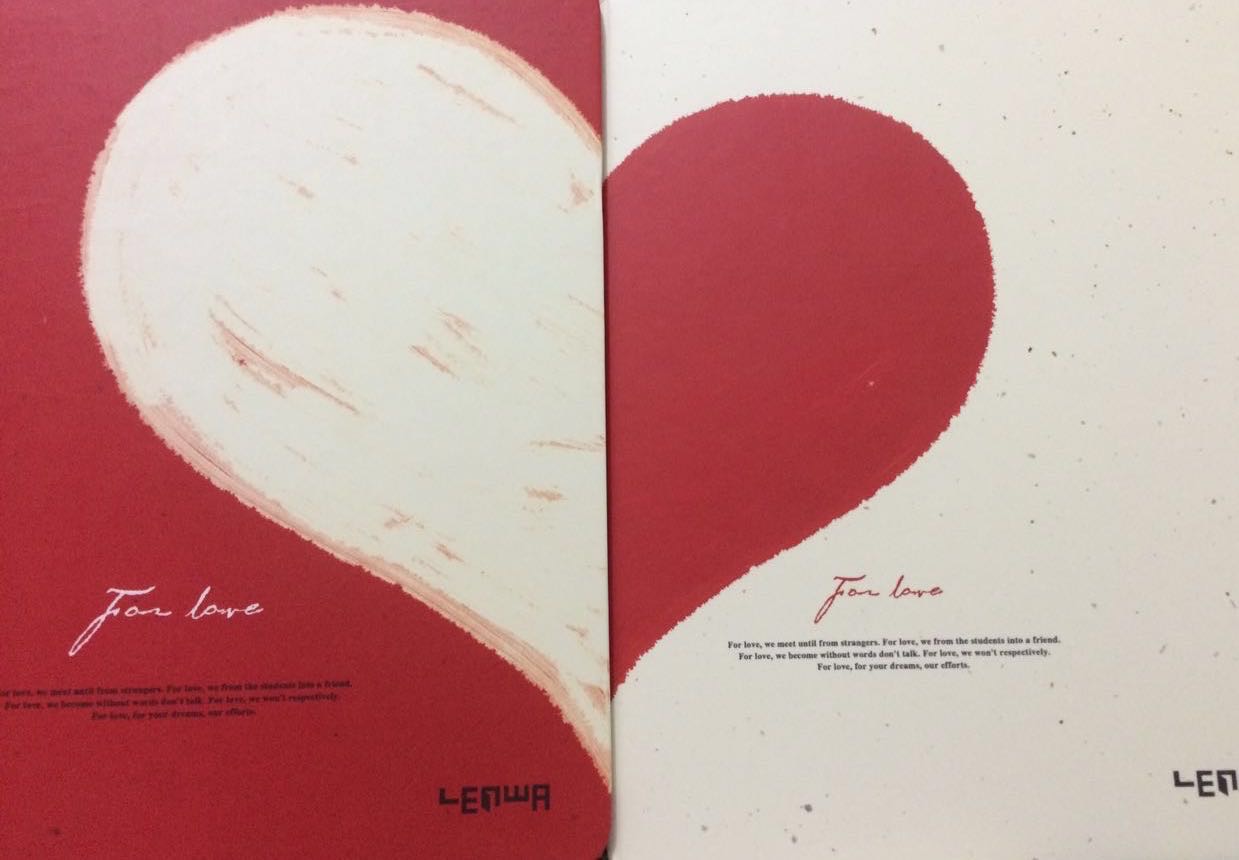 For love
or love, we meet until from strangers. For love, we from the students into a friend.
For love, we become without words don't talk. For love, we won't respectively.
For love, for your dreams, our efforts.
LENWA
For love
For love, we meet until from strangers. For love, we from the students into a friend.
For love, we become without words don't talk. For love, we won't respectively.
For love, for your dreams, our efforts.
LEN